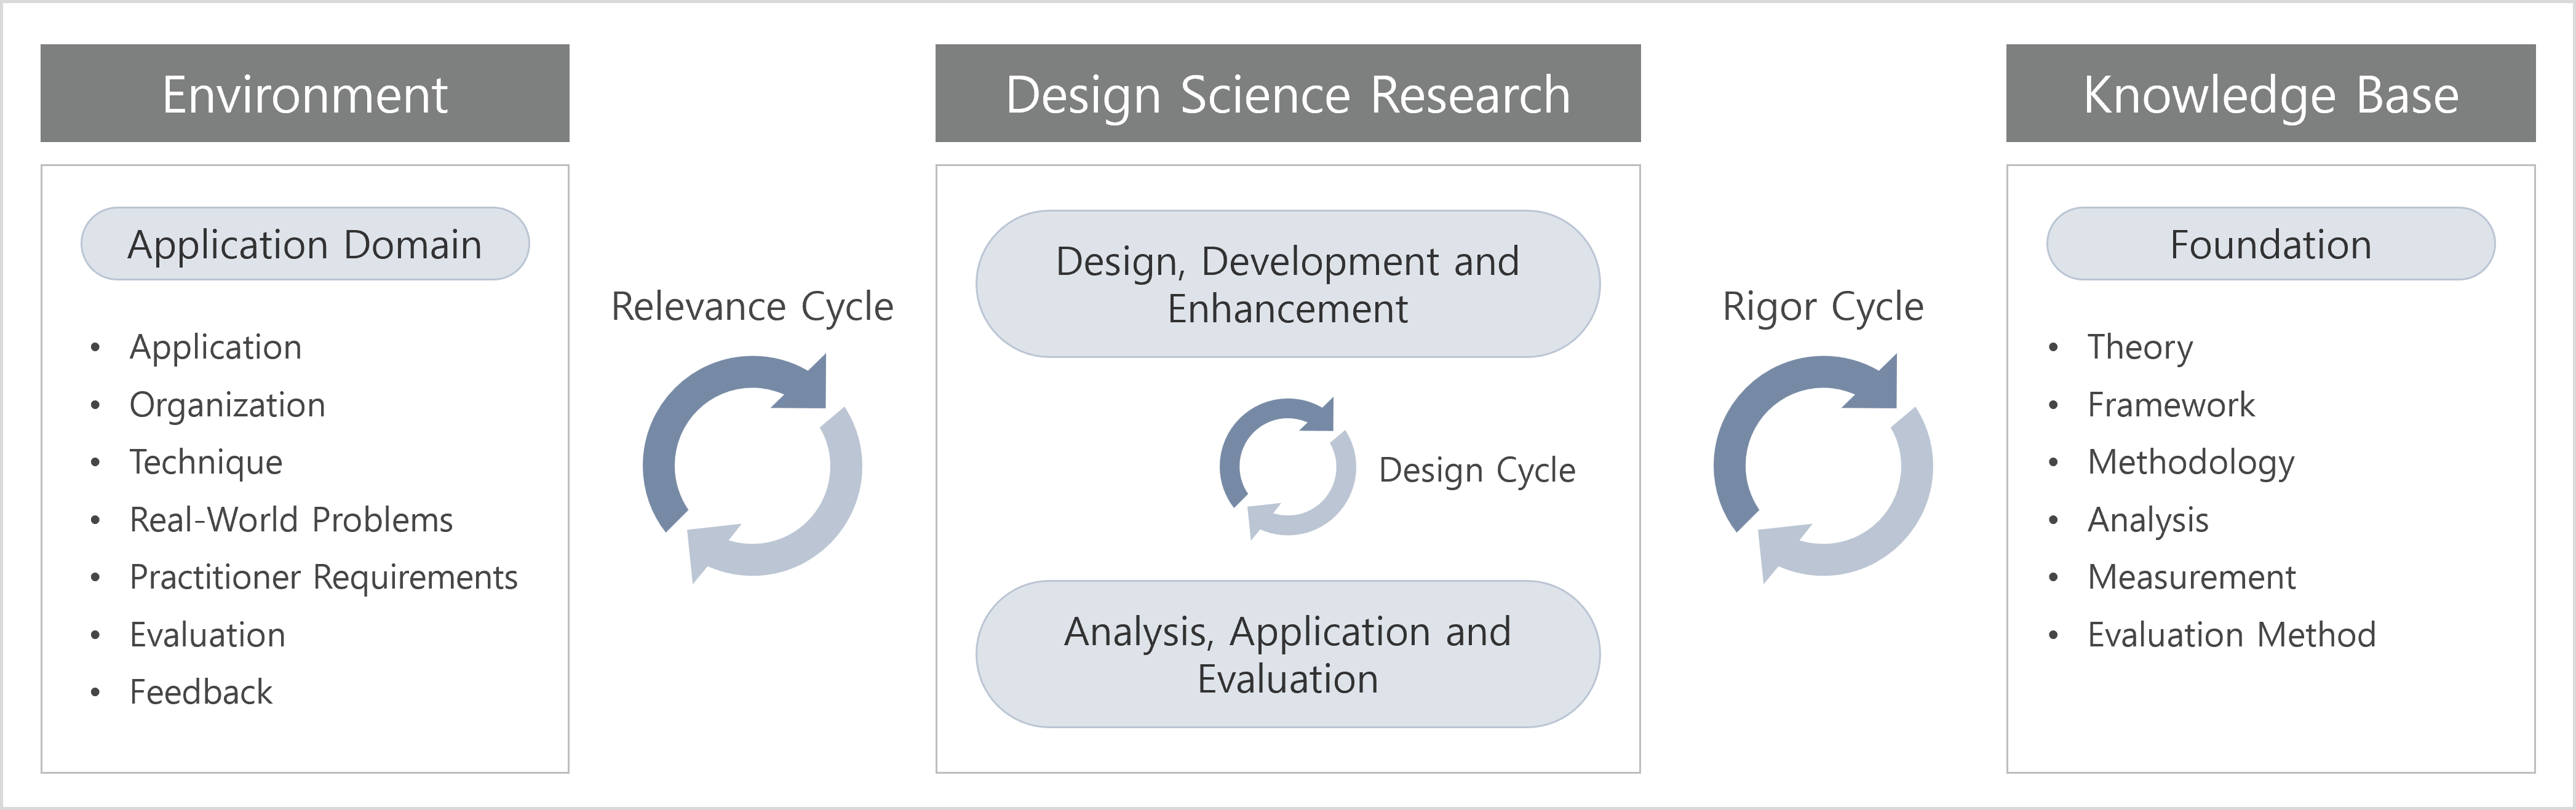 Environment
Application Domain
• Application
• Organization
• Technique
• Real-World Problems
• Practitioner Requirements
• Evaluation
• Feedback
Relevance Cycle
Design Science Research
Design, Development and
Enhancement
Design Cycle
Analysis, Application and
Evaluation
Rigor Cycle
Knowledge Base
Foundation
• Theory
• Framework
• Methodology
• Analysis
• Measurement
• Evaluation Method